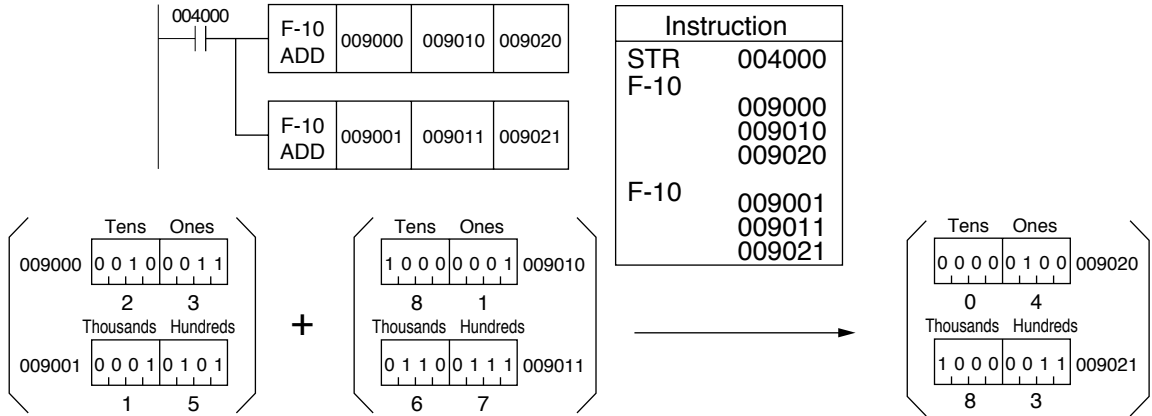 004000
F-10
ADD
009000
009010
009020
F-10
ADD
009001
009011
009021
Instruction
STR 004000
F-10
009000
009010
009020
F-10
009001
009011
009021
Tens Ones
009000 0 0 1 0 0 0 1 1
2 3
Thousands Hundreds
009001 0 0 0 1 0 1 0 1
1 5
+
Tens Ones
1 0 0 0 0 0 0 1 009010
8 1
Thousands Hundreds
0 1 1 0 0 1 1 1 009011
6 7
Tens Ones
0 0 0 0 0 1 0 0 009020
0 4
Thousands Hundreds
1 0 0 0 0 0 1 1 009021
8 3